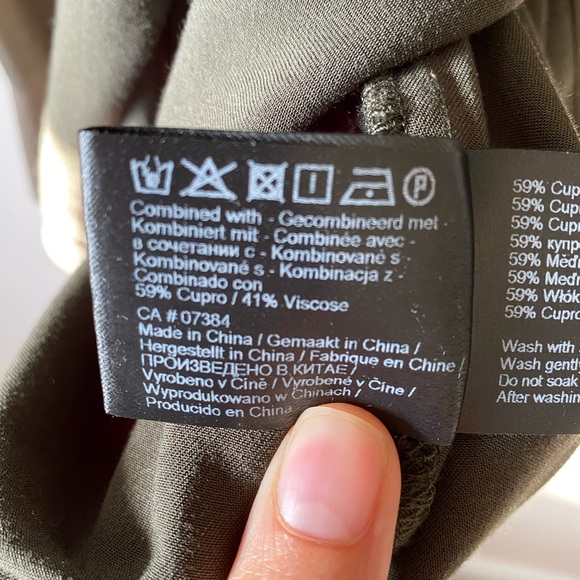 P
Combined with - Gecombineerd met -
Kombiniert mit - Combinée avec -
в сочетании с - Kombinované s -
Kombinované s - Kombinacja z -
Combinado con
59% Cupro / 41% Viscose
CA # 07384
Made in China / Gemaakt in China /
Hergestellt in China / Fabrique en Chine /
ПРОИЗВЕДЕНО В КИТАЕ /
Vyrobeno v Číně / Vyrobené v Číne /
Wyprodukowano w Chinach /
Producido en China
59% Cup
59% Cup
59% Cup
59% купр
59% Měď
59% Meď
59% Włók
59% Cupro
Wash with
Wash gently
Do not soak
After washin